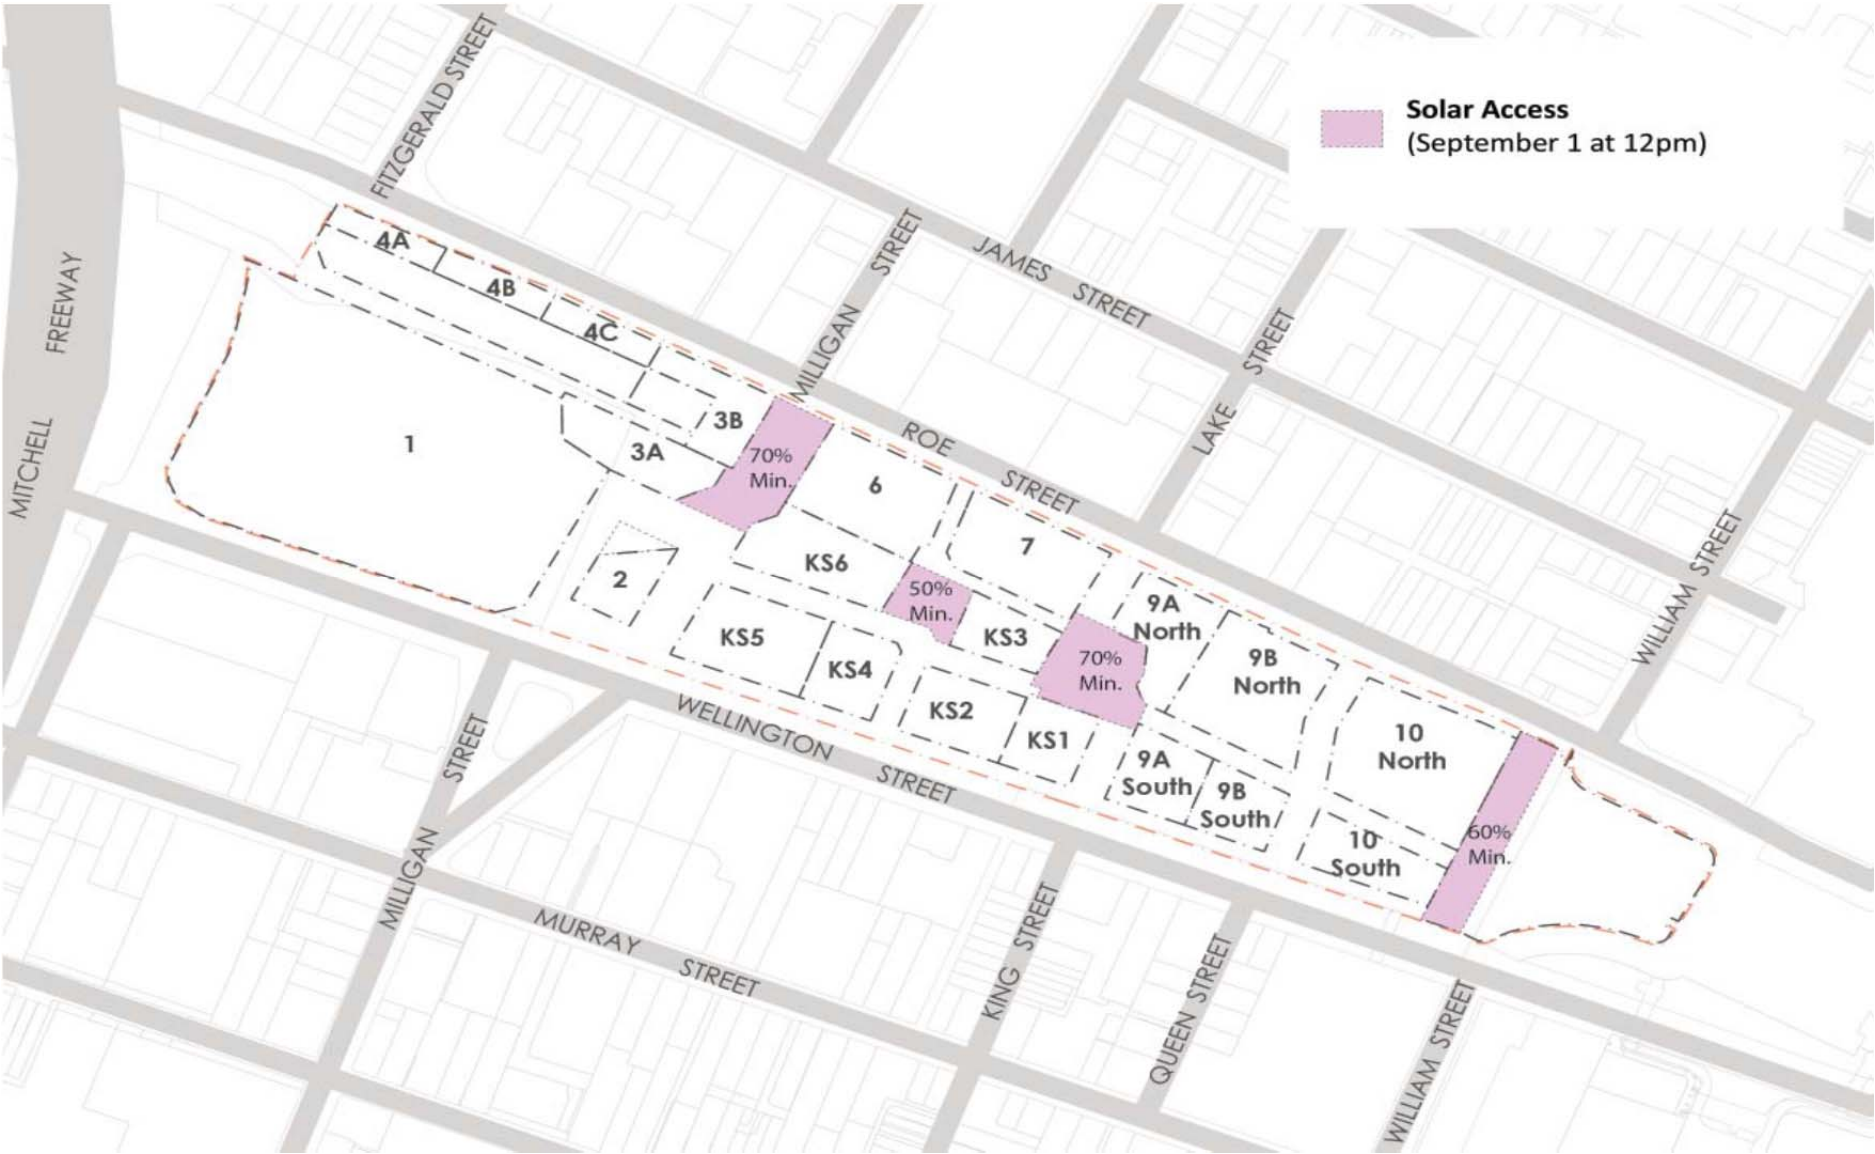 Solar Access
(September 1 at 12pm)
FITZGERALD STREET
MITCHELL FREEWAY
MILLIGAN STREET
JAMES STREET
LAKE STREET
ROE STREET
WILLIAM STREET
4A
4B
4C
3B
3A
1
2
70%
Min.
6
7
KS6
50%
Min.
KS3
KS5
KS4
KS2
KS1
70%
Min.
9A
North
9B
North
9A
South
9B
South
10
North
10
South
60%
Min.
WELLINGTON STREET
MILLIGAN STREET
MURRAY STREET
KING STREET
QUEEN STREET
WILLIAM STREET